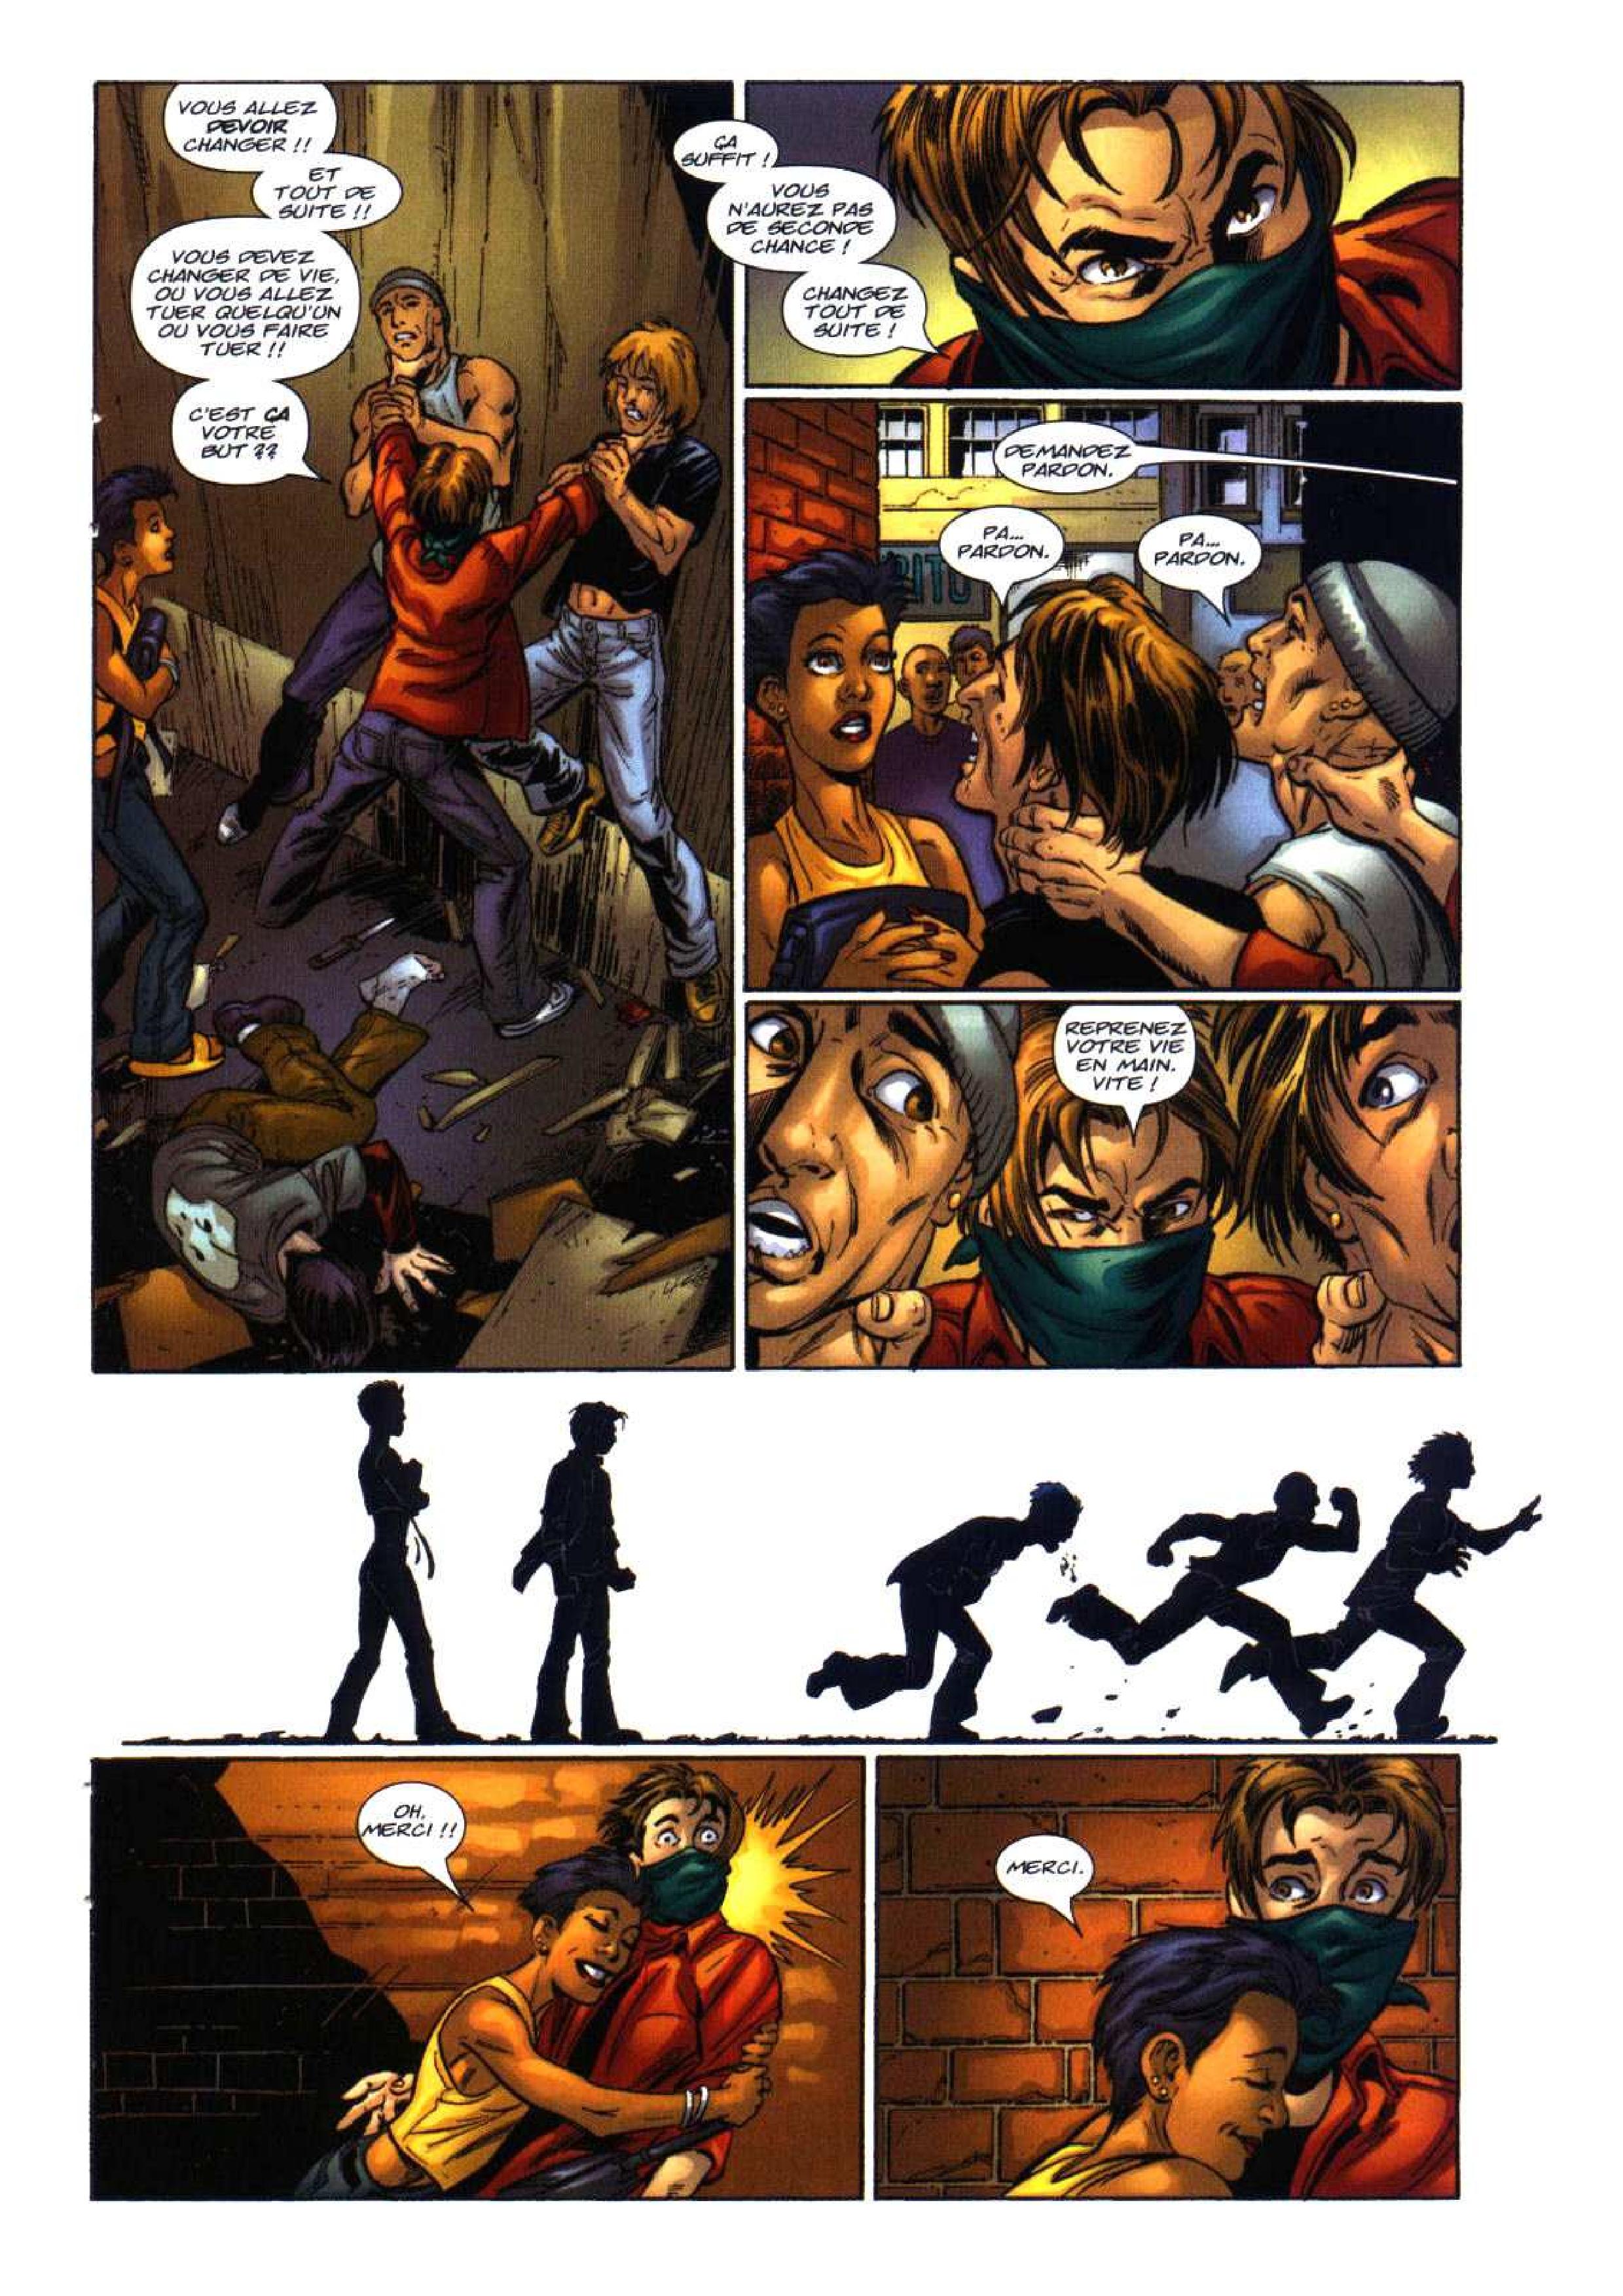 VOUS ALLEZ
DEVOIR
CHANGER !!
ET
TOUT DE
SUITE !!
VOUS DEVEZ
CHANGER DE VIE,
OU VOUS ALLEZ
TUER QUELQU'UN
OU VOUS FAIRE
TUER !!
C'EST ÇA
VOTRE
BUT ??
ÇA
SUFFIT !
VOUS
N'AUREZ PAS
DE SECONDE
CHANCE !
CHANGEZ
TOUT DE
SUITE !
DEMANDEZ
PARDON.
PA...
PARDON.
PA...
PARDON.
REPRENEZ
VOTRE VIE
EN MAIN.
VITE !
OH,
MERCI !!
MERCI.